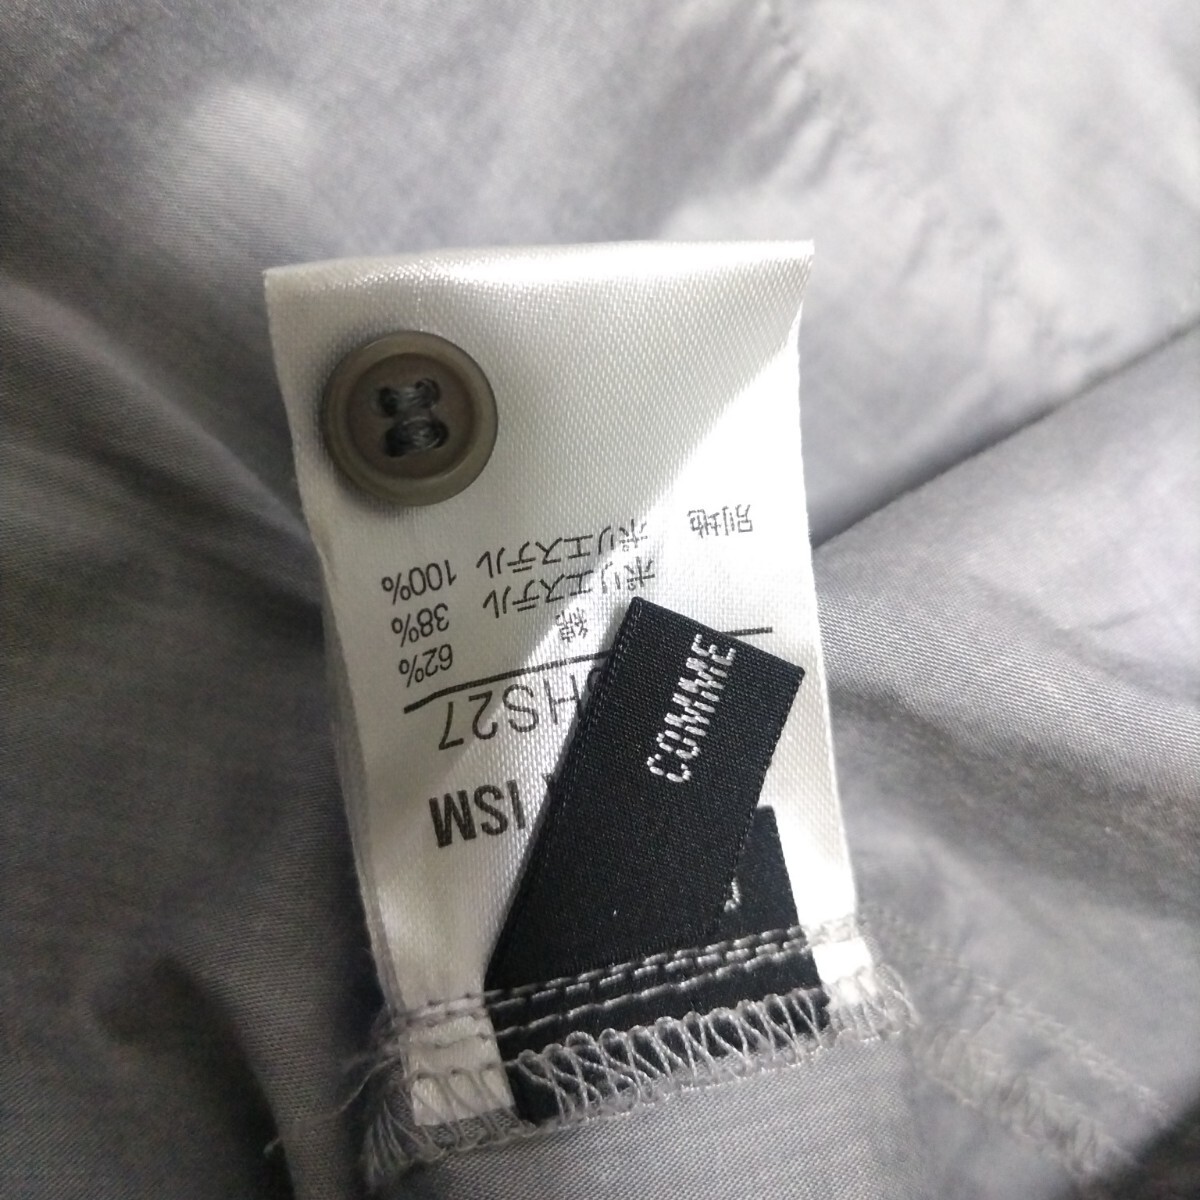 ISM
HS27
綿 62%
ポリエステル 38%
ポリエステル 100%
別地
COMME